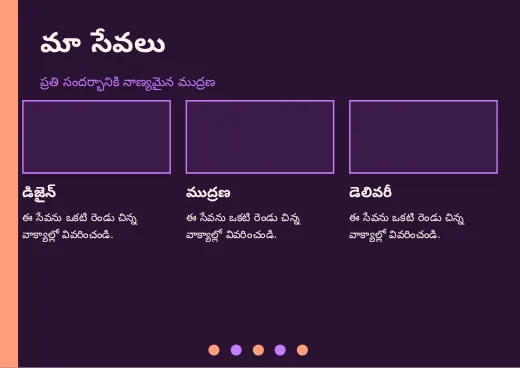 మా సేవలు
ప్రతి సందర్భానికి నాణ్యమైన ముద్రణ
డిజైన్
ఈ సేవను ఒకటి రెండు చిన్న
వాక్యాల్లో వివరించండి.
ముద్రణ
ఈ సేవను ఒకటి రెండు చిన్న
వాక్యాల్లో వివరించండి.
డెలివరీ
ఈ సేవను ఒకటి రెండు చిన్న
వాక్యాల్లో వివరించండి.